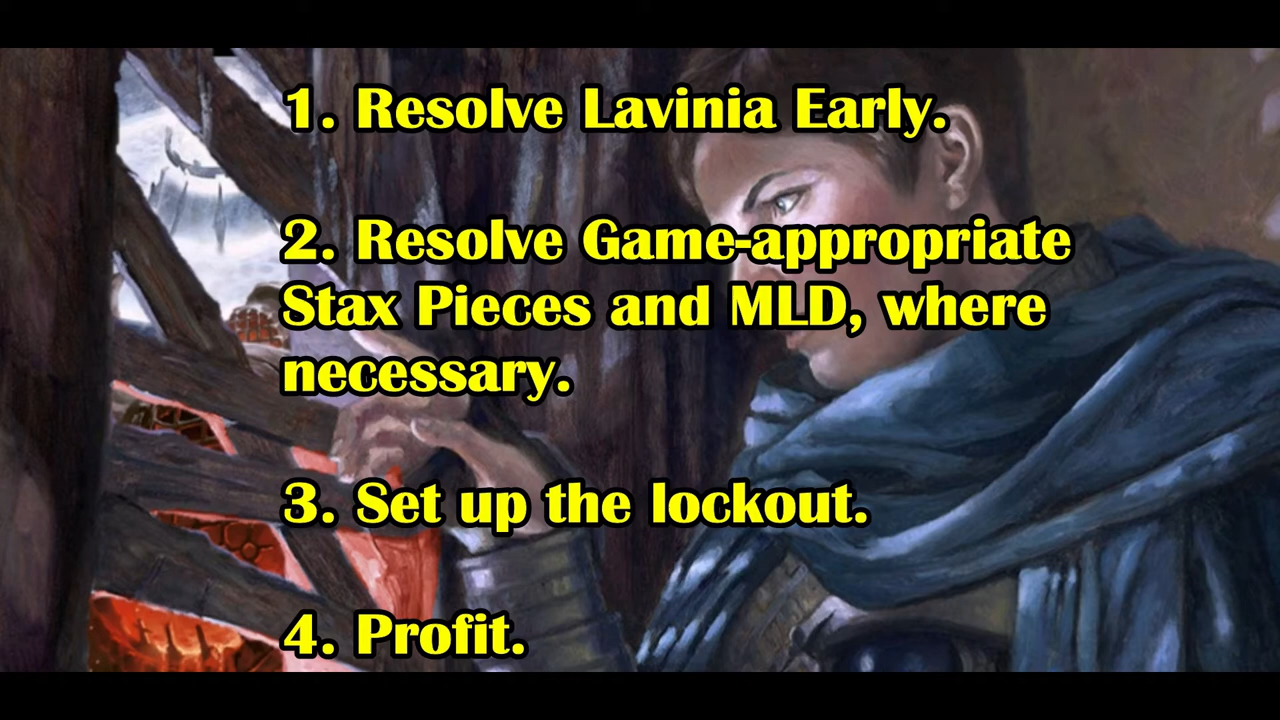 1. Resolve Lavinia Early.
2. Resolve Game-appropriate
Stax Pieces and MLD, where
necessary.
3. Set up the lockout.
4. Profit.